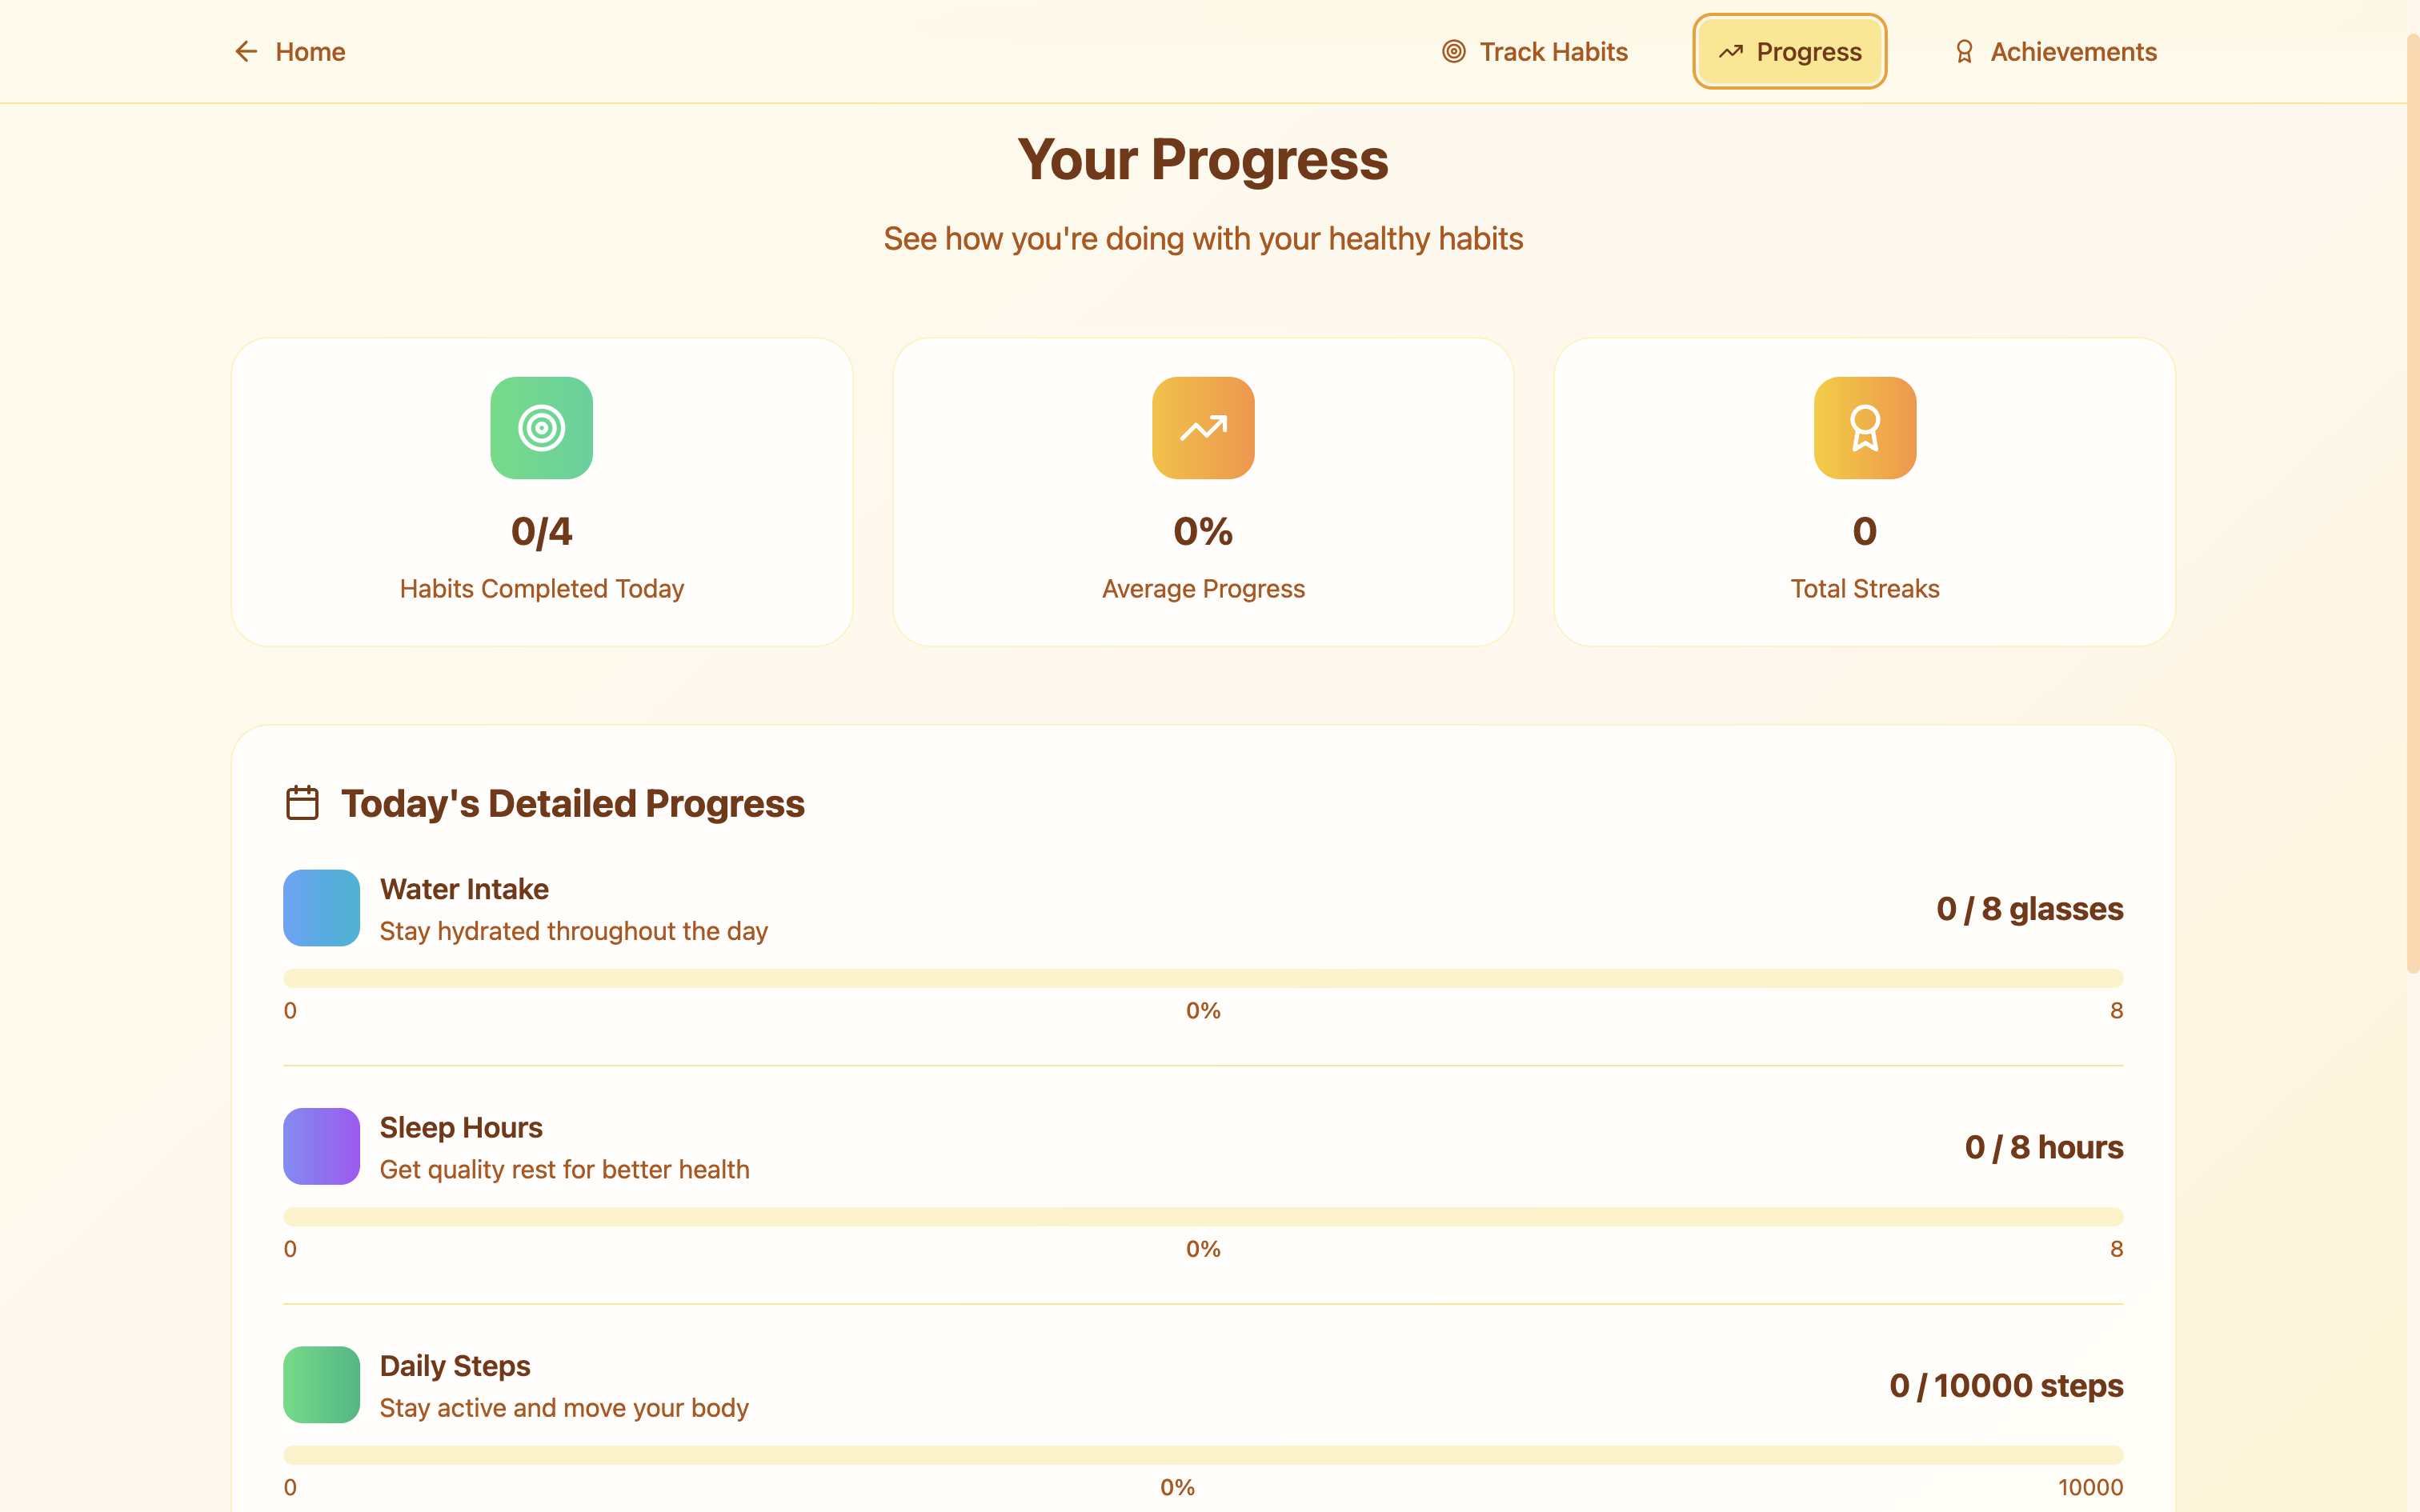 Home
Track Habits
Progress
Achievements
Your Progress
See how you're doing with your healthy habits
0/4
Habits Completed Today
0%
Average Progress
0
Total Streaks
Today's Detailed Progress
Water Intake
Stay hydrated throughout the day
0 / 8 glasses
0 0% 8
Sleep Hours
Get quality rest for better health
0 / 8 hours
0 0% 8
Daily Steps
Stay active and move your body
0 / 10000 steps
0 0% 10000